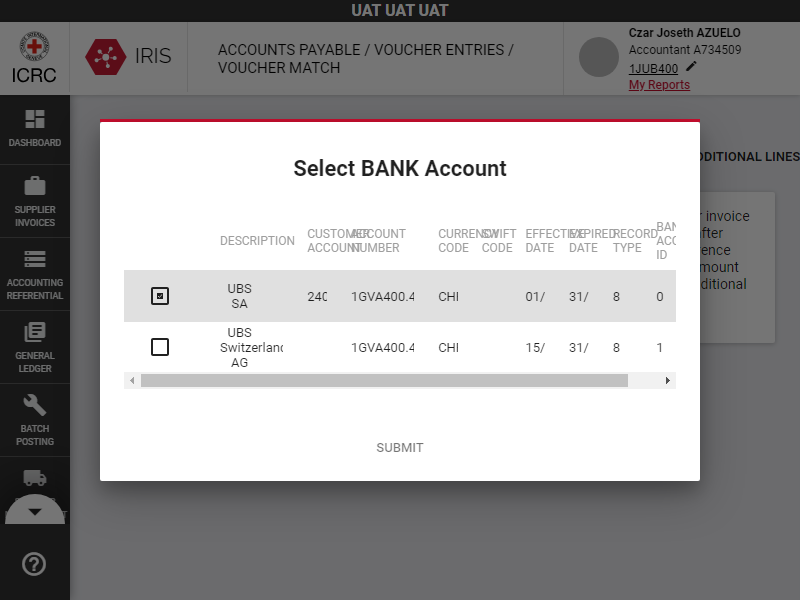 UAT UAT UAT
ICRC
IRIS
ACCOUNTS PAYABLE / VOUCHER ENTRIES /
VOUCHER MATCH
Czar Joseth AZUELO
Accountant A734509
1JUB400
My Reports
DASHBOARD
SUPPLIER
INVOICES
ACCOUNTING
REFERENTIAL
GENERAL
LEDGER
BATCH
POSTING
DDITIONAL LINES
r invoice
fter
ence
mount
ditional
Select BANK Account
DESCRIPTION
CUSTOMER
ACCOUNT
ACCOUNT
NUMBER
CURRENCY
CODE
SWIFT
CODE
EFFECTIVE
DATE
EXPIRED
DATE
RECORD
TYPE
BAN
ACC
ID
UBS
SA
240
1GVA400.4
CHI
01/
31/
8
0
UBS
Switzerland
AG
1GVA400.4
CHI
15/
31/
8
1
SUBMIT